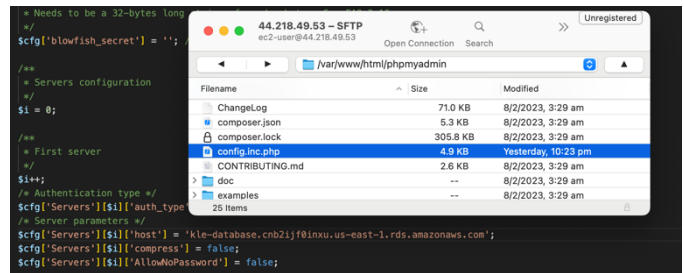 * Needs to be a 32-bytes long
*/
$cfg['blowfish_secret'] = '';
/**
* Servers configuration
*/
$i = 0;
/**
* First server
*/
$i++;
/* Authentication type */
$cfg['Servers'][$i]['auth_type'
/* Server parameters */
$cfg['Servers'][$i]['host'] = 'kle-database.cnb2ijf0inxu.us-east-1.rds.amazonaws.com';
$cfg['Servers'][$i]['compress'] = false;
$cfg['Servers'][$i]['AllowNoPassword'] = false;
44.218.49.53 – SFTP
ec2-user@44.218.49.53
Open Connection
Search
Unregistered
/var/www/html/phpmyadmin
Filename Size Modified
ChangeLog 71.0 KB 8/2/2023, 3:29 am
composer.json 5.3 KB 8/2/2023, 3:29 am
composer.lock 305.8 KB 8/2/2023, 3:29 am
config.inc.php 4.9 KB Yesterday, 10:23 pm
CONTRIBUTING.md 2.6 KB 8/2/2023, 3:29 am
doc -- 8/2/2023, 3:29 am
examples -- 8/2/2023, 3:29 am
25 Items